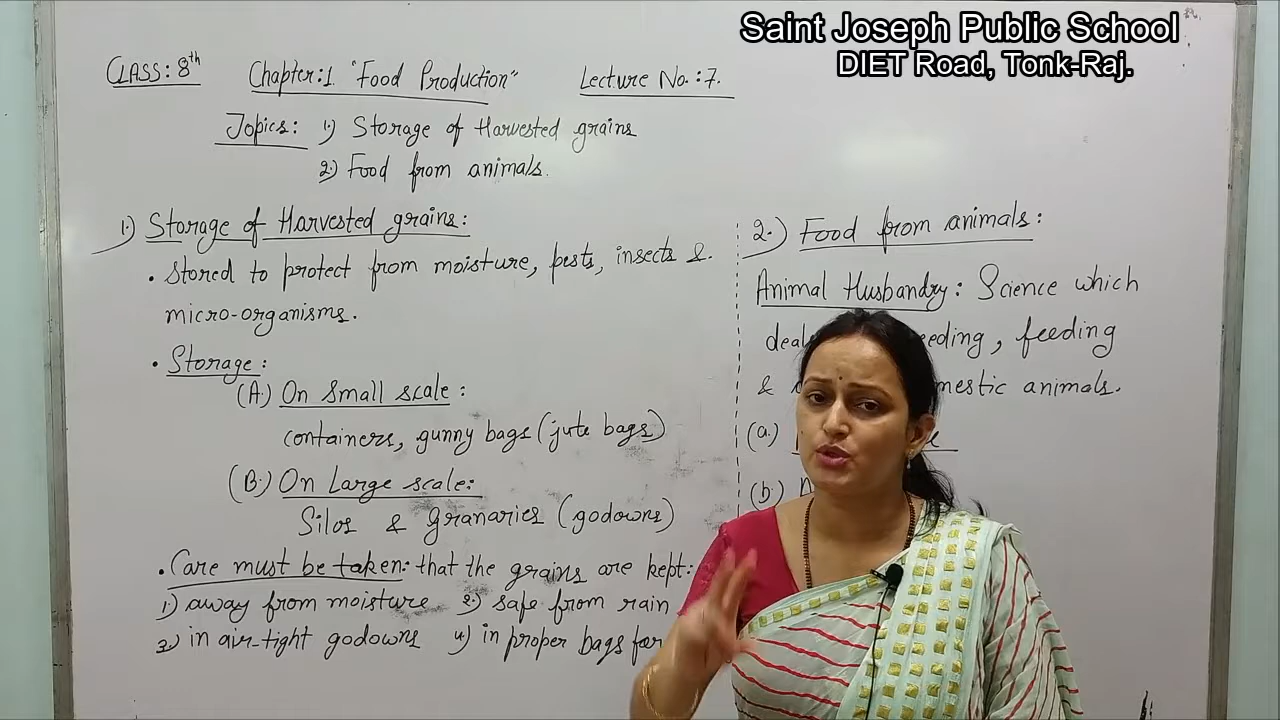 Saint Joseph Public School
DIET Road, Tonk-Raj.
CLASS: 8th Chapter:1 "Food Production" Lecture No.:7.
Topics: 1) Storage of Harvested grains
2) Food from animals.
1.) Storage of Harvested grains:
• Stored to protect from moisture, pests, insects &
micro-organisms.
• Storage:
(A.) On Small scale:
containers, gunny bags (jute bags)
(B.) On Large scale:
Silos & granaries (godowns)
• Care must be taken: that the grains are kept:
1) away from moisture 2) safe from rain
3) in air-tight godowns 4) in proper bags
2.) Food from animals:
Animal Husbandry: Science which
feeding
& animals.
(a.)
(b.)